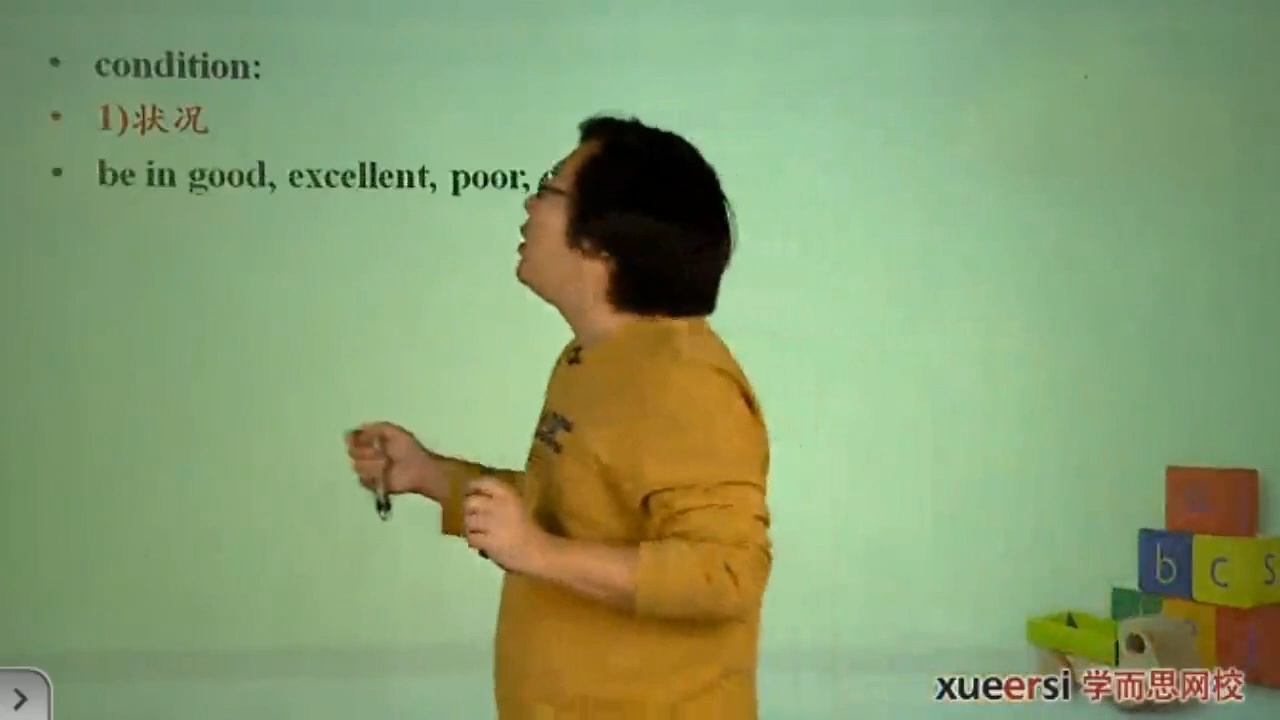 • condition:
• 1)状况
• be in good, excellent, poor,
b c s
xueersi 学而思网校